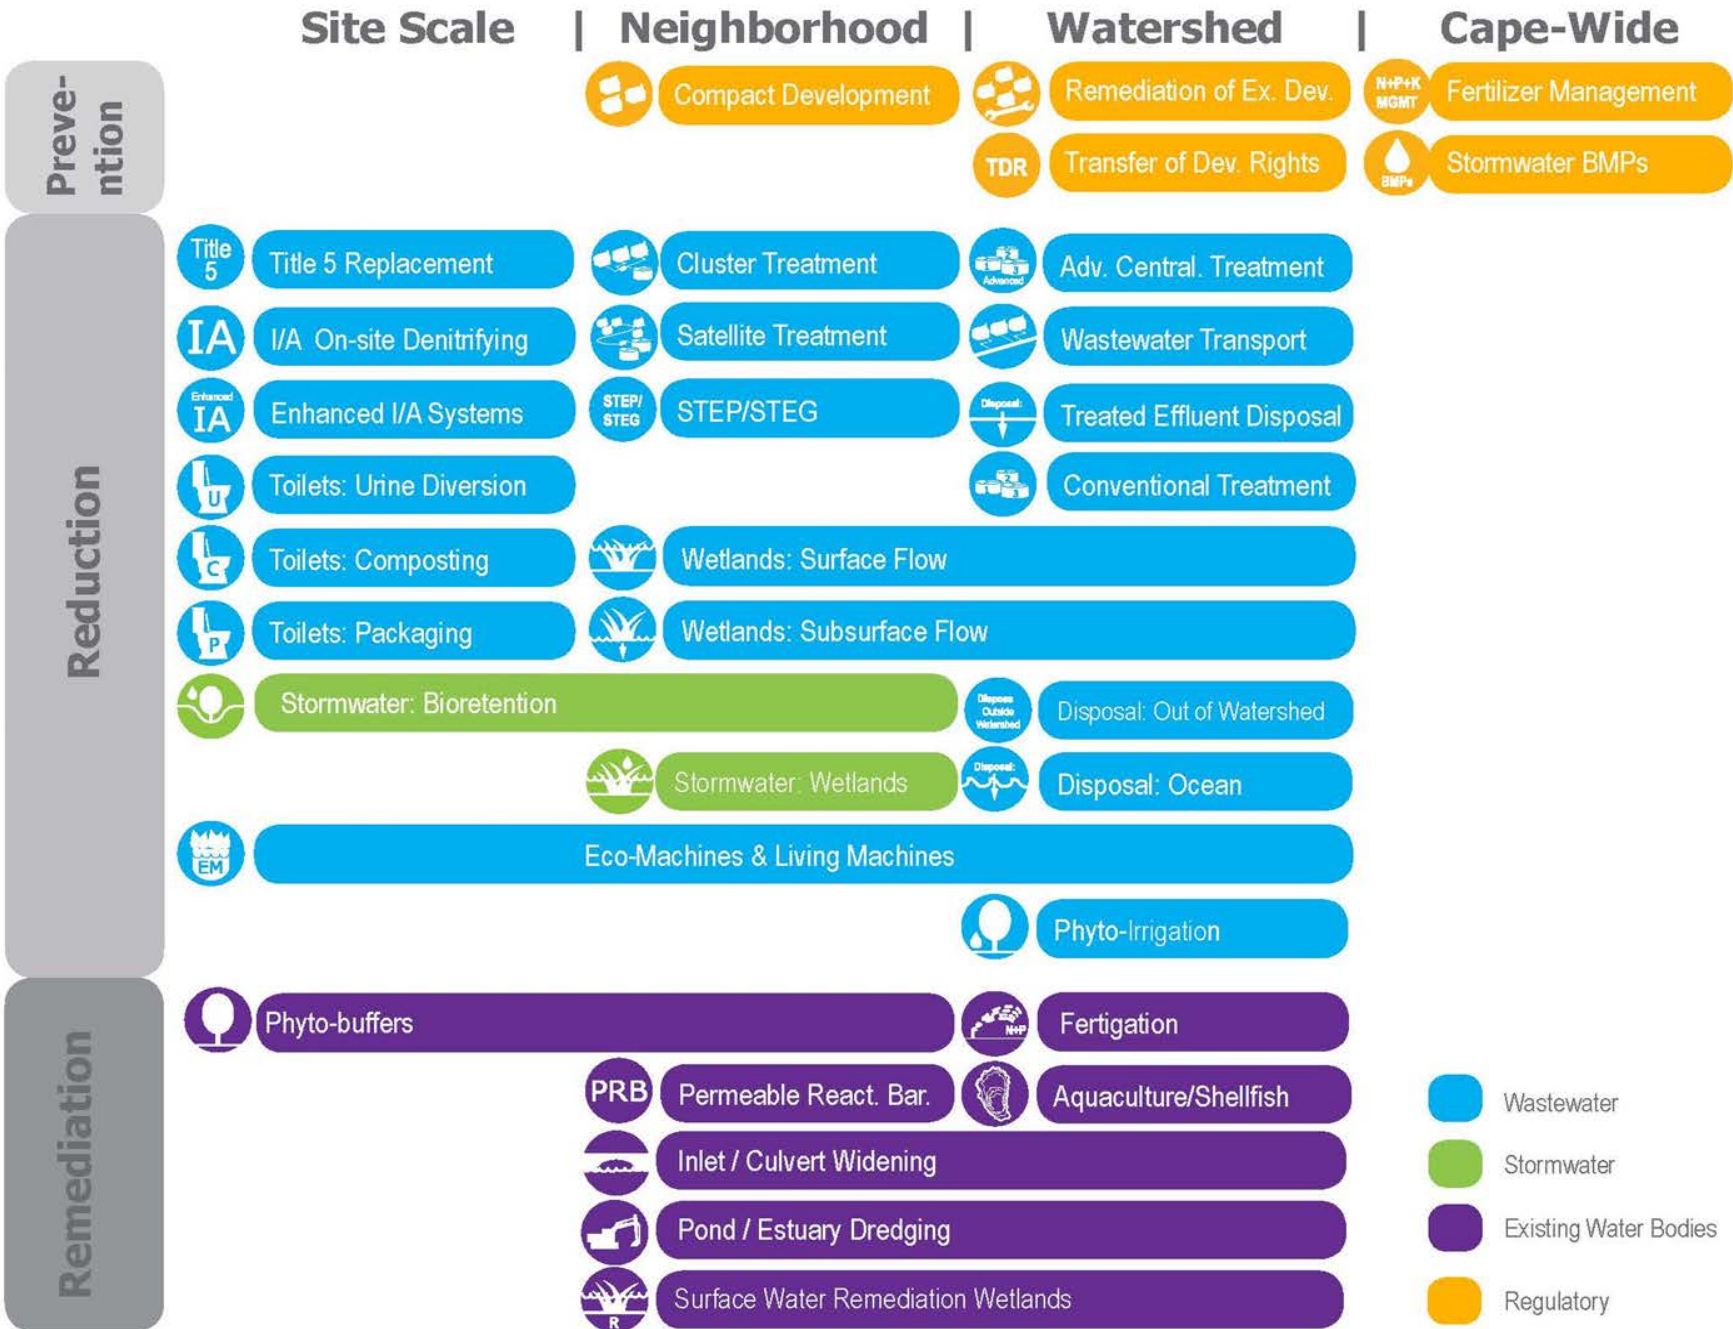 Site Scale | Neighborhood | Watershed | Cape-Wide
Preve-
ntion
Compact Development
Remediation of Ex. Dev.
N+P+K
MGMT
Fertilizer Management
TDR
Transfer of Dev. Rights
BMPs
Stormwater BMPs
Reduction
Title
5
Title 5 Replacement
Cluster Treatment
Advanced
Adv. Central. Treatment
IA
I/A On-site Denitrifying
Satellite Treatment
Wastewater Transport
Enhanced
IA
Enhanced I/A Systems
STEP/
STEG
STEP/STEG
Disposal:
Treated Effluent Disposal
U
Toilets: Urine Diversion
2
3
Conventional Treatment
C
Toilets: Composting
Wetlands: Surface Flow
P
Toilets: Packaging
Wetlands: Subsurface Flow
Stormwater: Bioretention
Dispose
Outside
Watershed
Disposal: Out of Watershed
Stormwater: Wetlands
Disposal:
Disposal: Ocean
EM
Eco-Machines & Living Machines
Phyto-Irrigation
Remediation
Phyto-buffers
N+P
Fertigation
PRB
Permeable React. Bar.
Aquaculture/Shellfish
Inlet / Culvert Widening
Pond / Estuary Dredging
R
Surface Water Remediation Wetlands
Wastewater
Stormwater
Existing Water Bodies
Regulatory